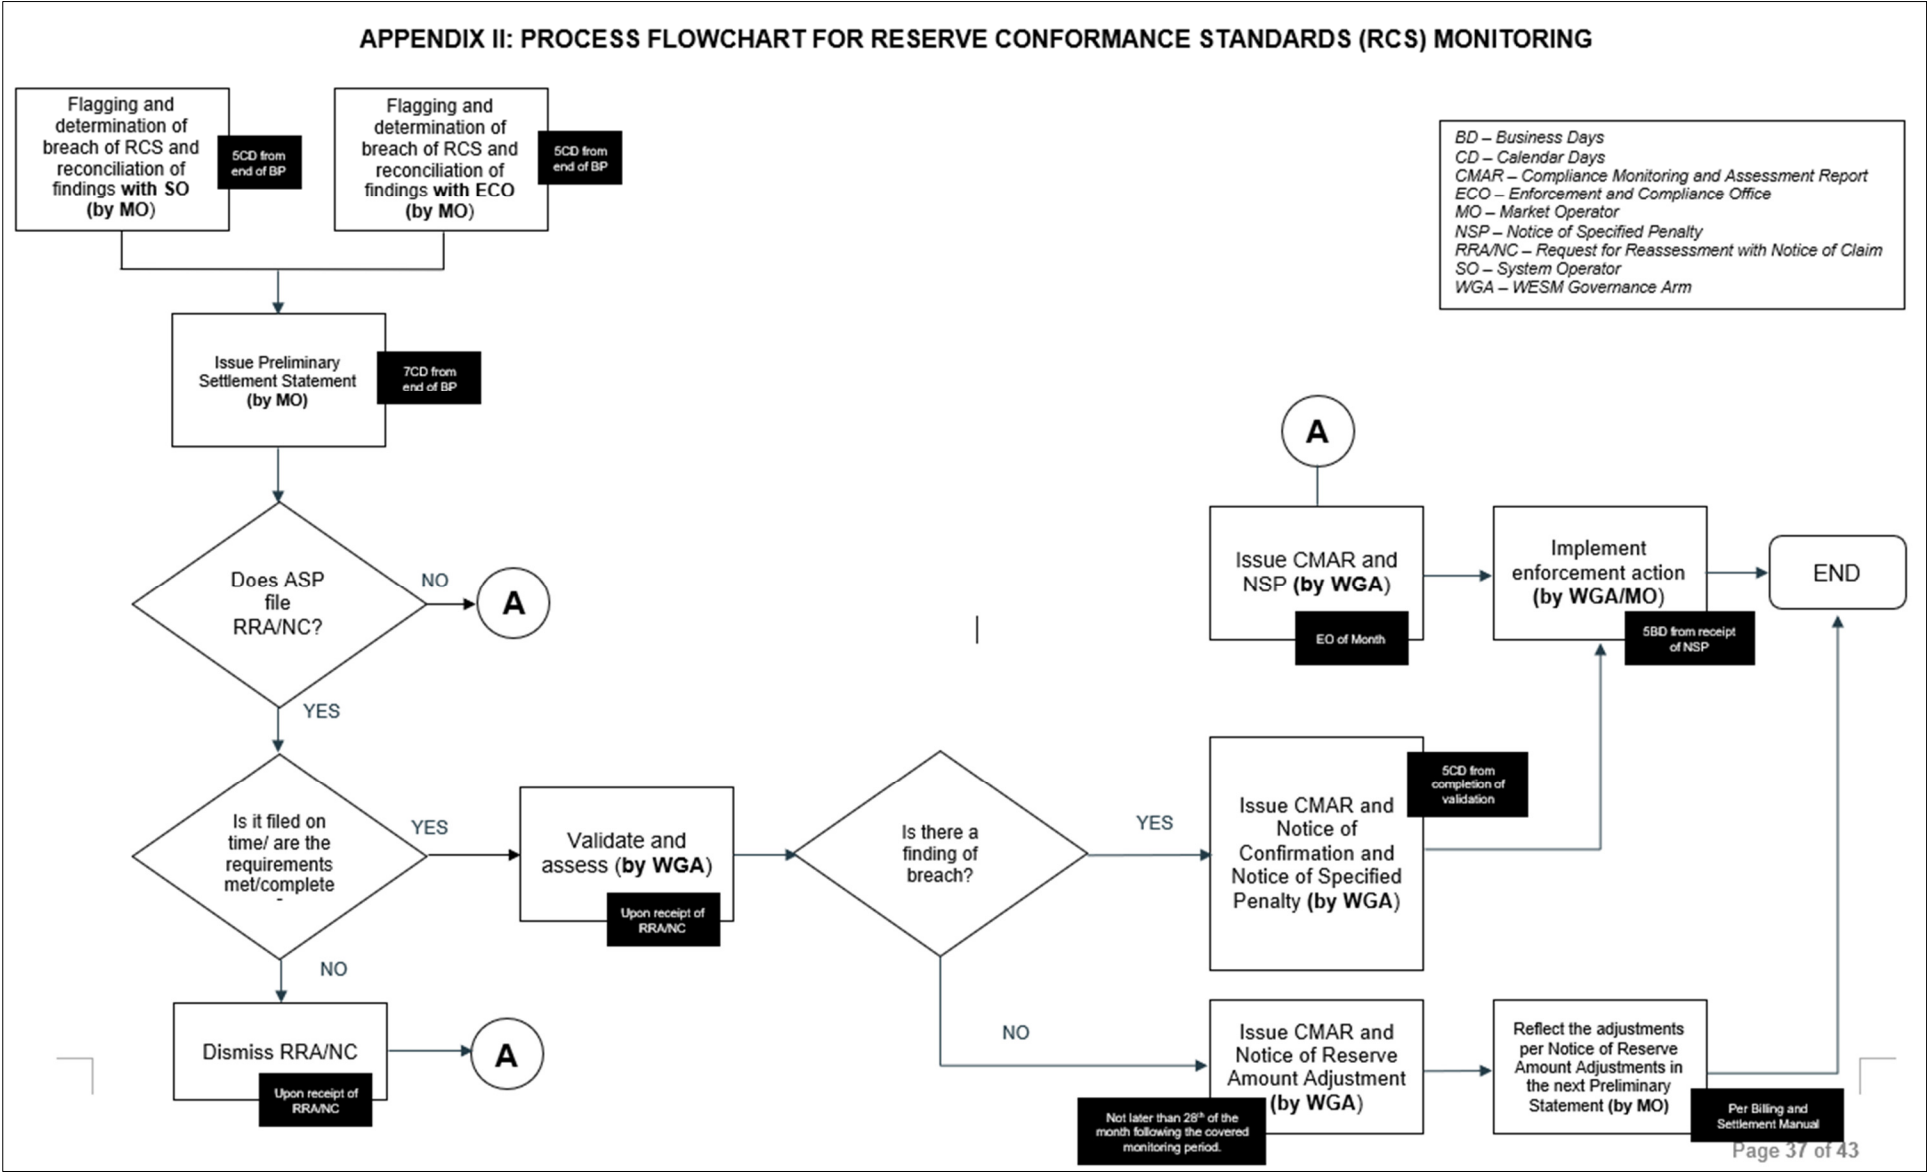 APPENDIX II: PROCESS FLOWCHART FOR RESERVE CONFORMANCE STANDARDS (RCS) MONITORING
Flagging and
determination of
breach of RCS and
reconciliation of
findings with SO
(by MO)
5CD from
end of BP
Flagging and
determination of
breach of RCS and
reconciliation of
findings with ECO
(by MO)
5CD from
end of BP
BD – Business Days
CD – Calendar Days
CMAR – Compliance Monitoring and Assessment Report
ECO – Enforcement and Compliance Office
MO – Market Operator
NSP – Notice of Specified Penalty
RRA/NC – Request for Reassessment with Notice of Claim
SO – System Operator
WGA – WESM Governance Arm
Issue Preliminary
Settlement Statement
(by MO)
7CD from
end of BP
Does ASP
file
RRA/NC?
NO
A
YES
A
Issue CMAR and
NSP (by WGA)
EO of Month
Implement
enforcement action
(by WGA/MO)
5BD from receipt
of NSP
END
Is it filed on
time/ are the
requirements
met/complete
YES
Validate and
assess (by WGA)
Upon receipt of
RRA/NC
Is there a
finding of
breach?
YES
Issue CMAR and
Notice of
Confirmation and
Notice of Specified
Penalty (by WGA)
5CD from
completion of
validation
NO
Dismiss RRA/NC
Upon receipt of
RRA/NC
A
NO
Issue CMAR and
Notice of Reserve
Amount Adjustment
(by WGA)
Not later than 28th of the
month following the covered
monitoring period.
Reflect the adjustments
per Notice of Reserve
Amount Adjustments in
the next Preliminary
Statement (by MO)
Per Billing and
Settlement Manual
Page 37 of 43